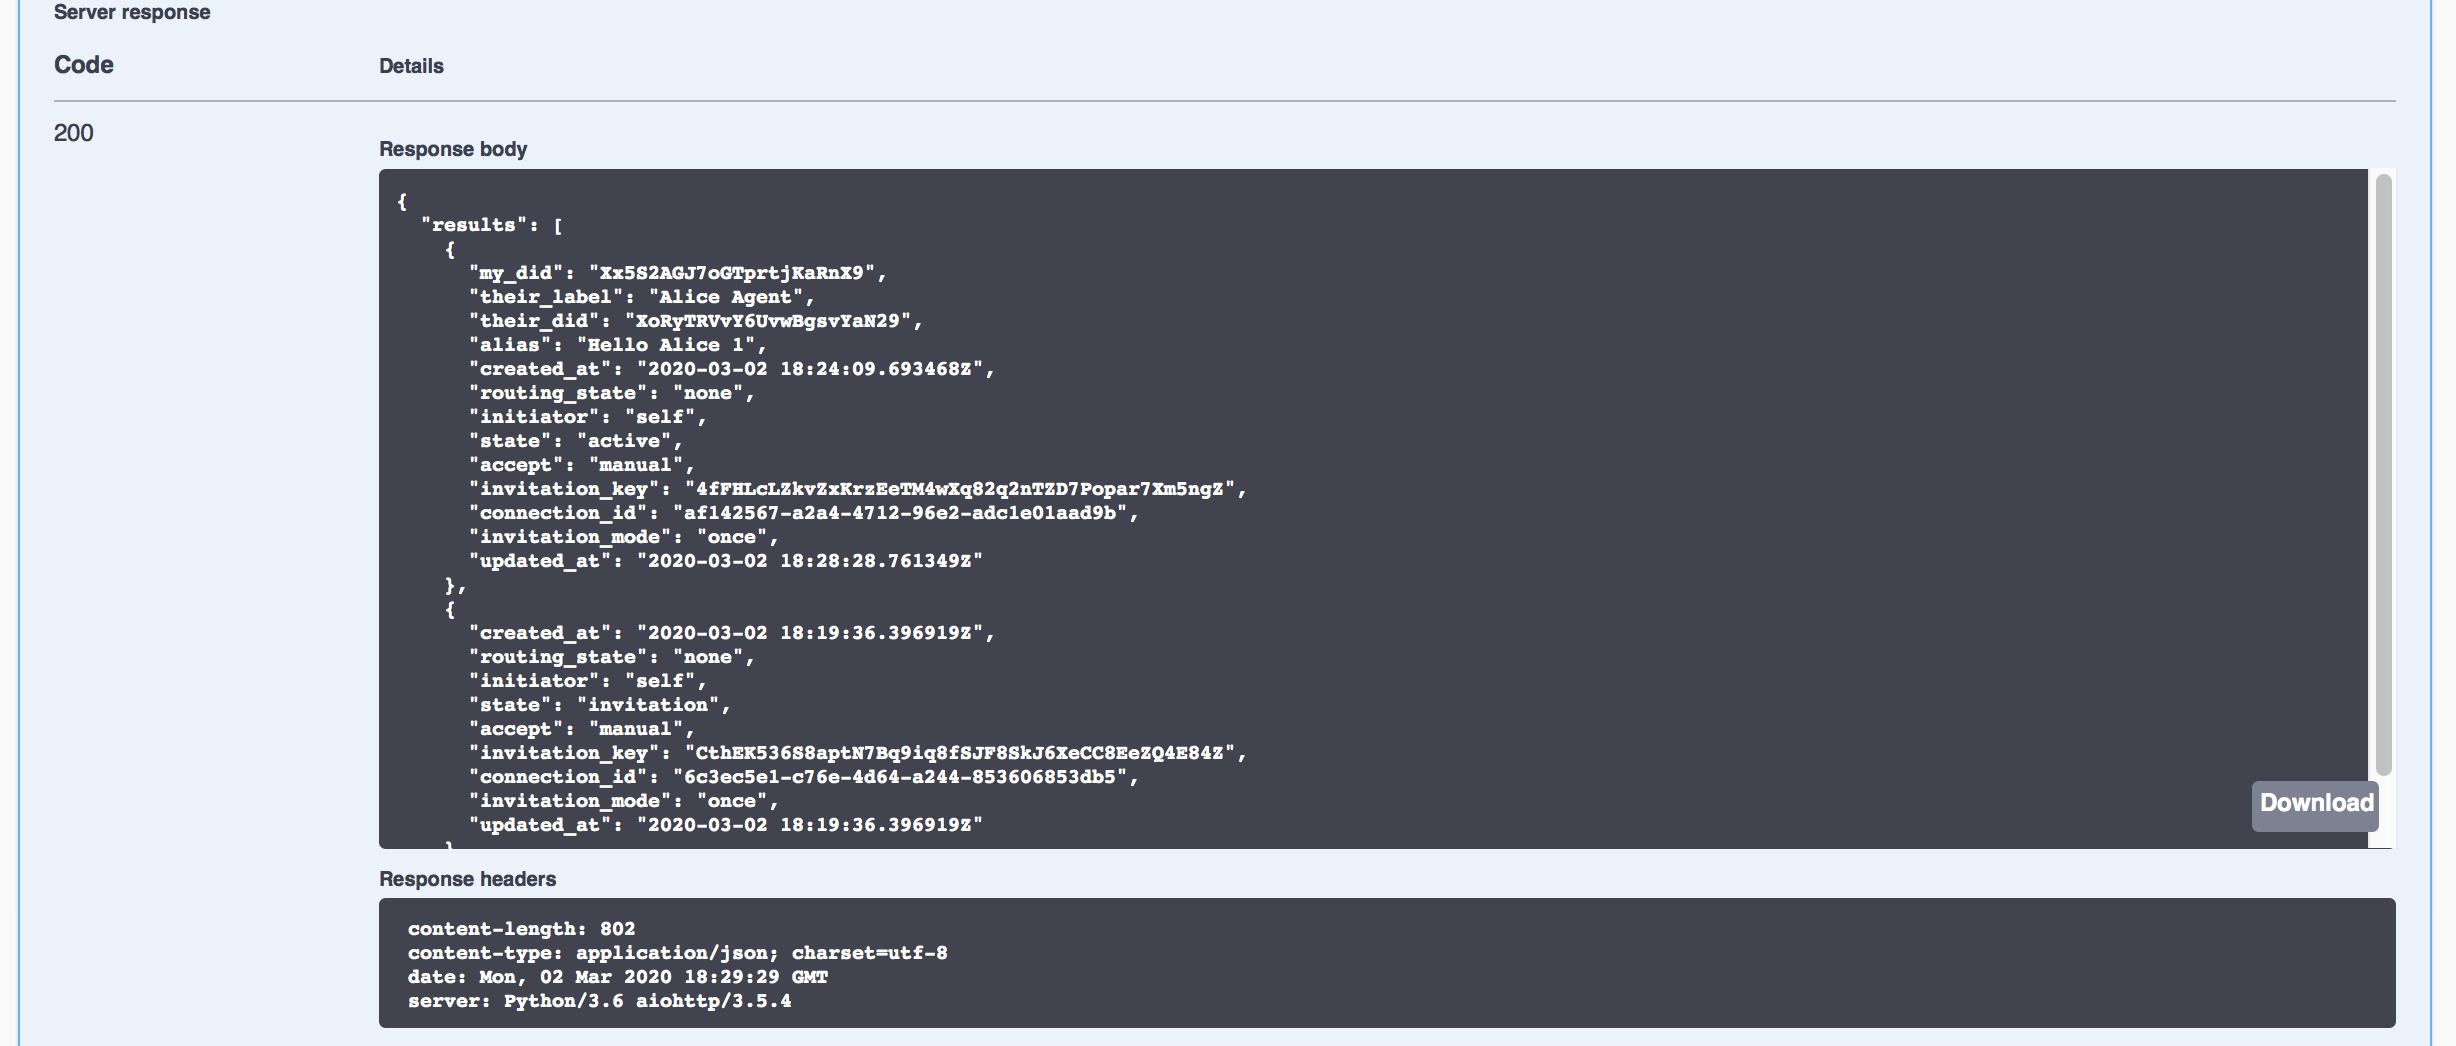 Server response
Code Details
200
Response body
{
  "results": [
    {
      "my_did": "Xx5S2AGJ7oGTprtjKaRnX9",
      "their_label": "Alice Agent",
      "their_did": "XoRyTRVvY6UvwBgsvYaN29",
      "alias": "Hello Alice 1",
      "created_at": "2020-03-02 18:24:09.693468Z",
      "routing_state": "none",
      "initiator": "self",
      "state": "active",
      "accept": "manual",
      "invitation_key": "4fFHLcLZkvZxKrzEeTM4wXq82q2nTZD7Popar7Xm5ngZ",
      "connection_id": "af142567-a2a4-4712-96e2-adc1e01aad9b",
      "invitation_mode": "once",
      "updated_at": "2020-03-02 18:28:28.761349Z"
    },
    {
      "created_at": "2020-03-02 18:19:36.396919Z",
      "routing_state": "none",
      "initiator": "self",
      "state": "invitation",
      "accept": "manual",
      "invitation_key": "CthEK536S8aptN7Bq9iq8fSJF8SkJ6XeCC8EeZQ4E84Z",
      "connection_id": "6c3ec5e1-c76e-4d64-a244-853606853db5",
      "invitation_mode": "once",
      "updated_at": "2020-03-02 18:19:36.396919Z"
    }
Download
Response headers
content-length: 802
content-type: application/json; charset=utf-8
date: Mon, 02 Mar 2020 18:29:29 GMT
server: Python/3.6 aiohttp/3.5.4